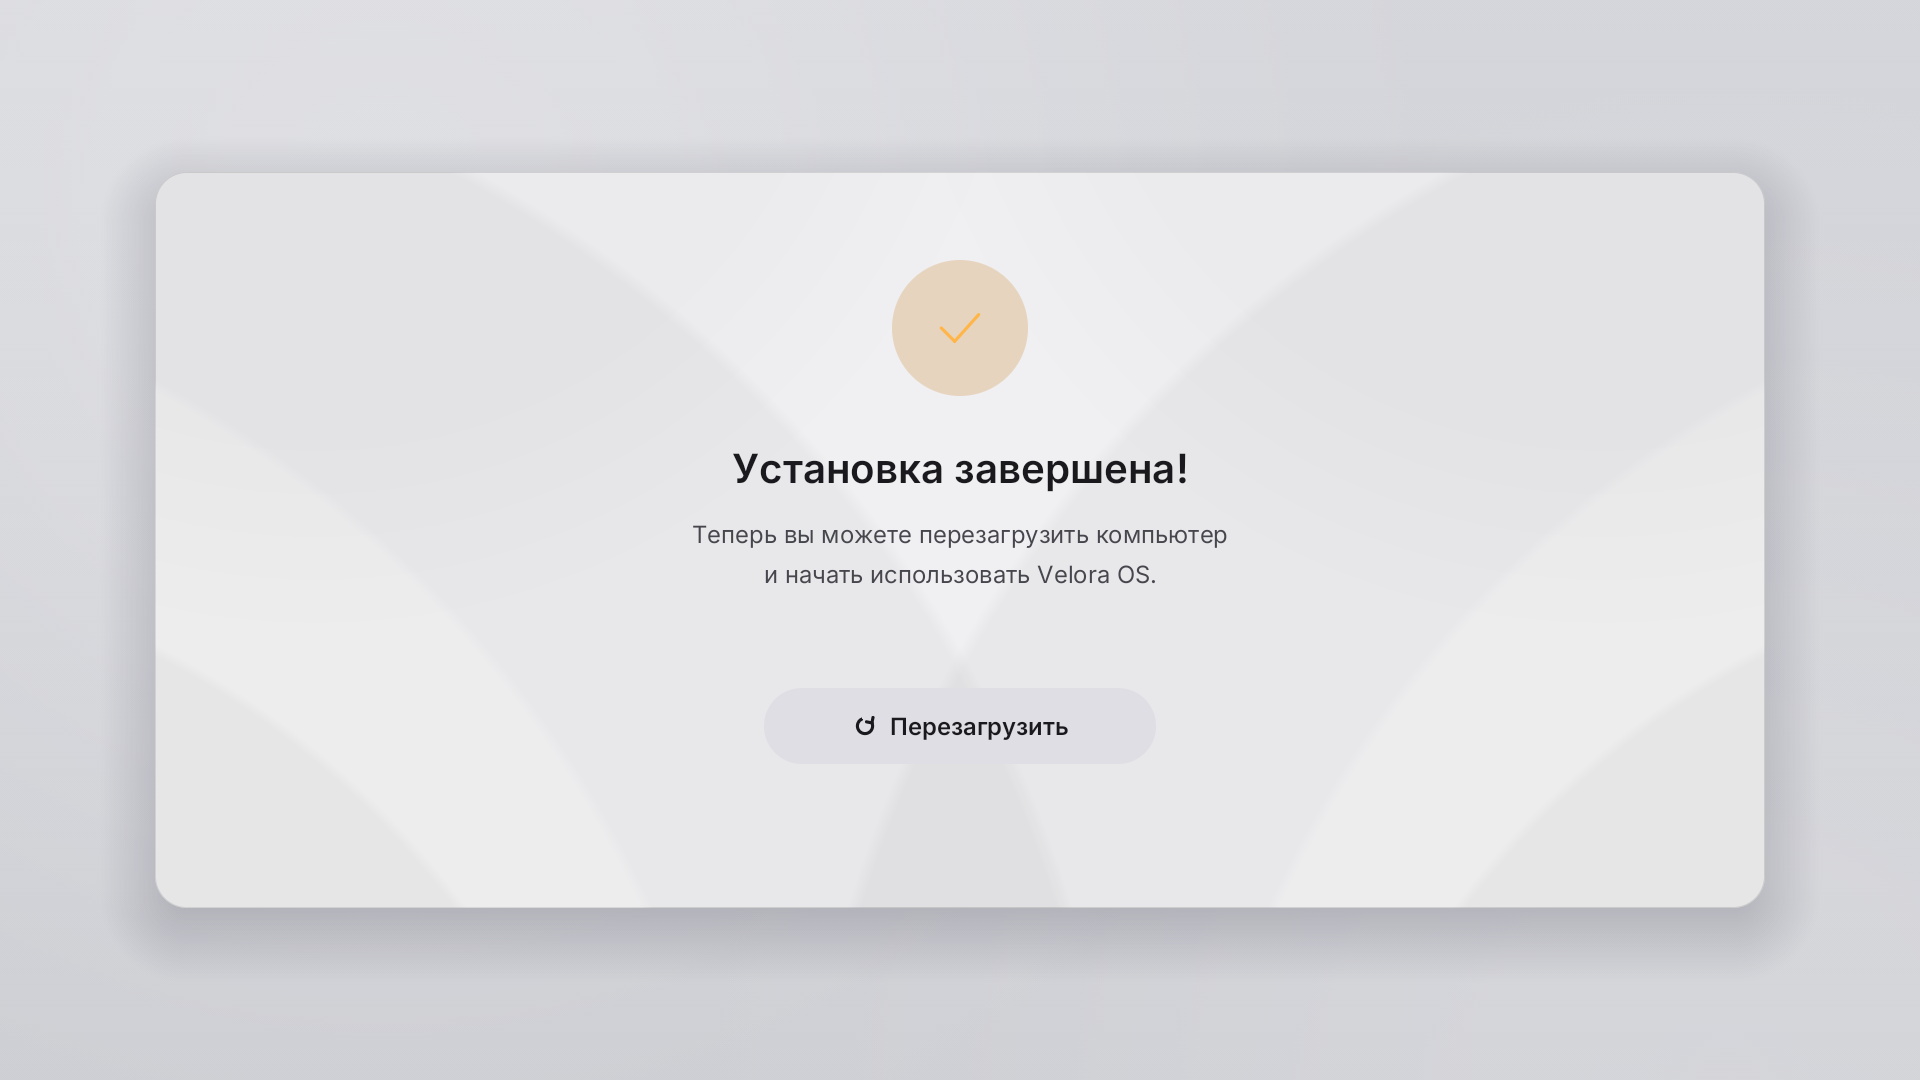 Установка завершена!
Теперь вы можете перезагрузить компьютер
и начать использовать Velora OS.
Перезагрузить